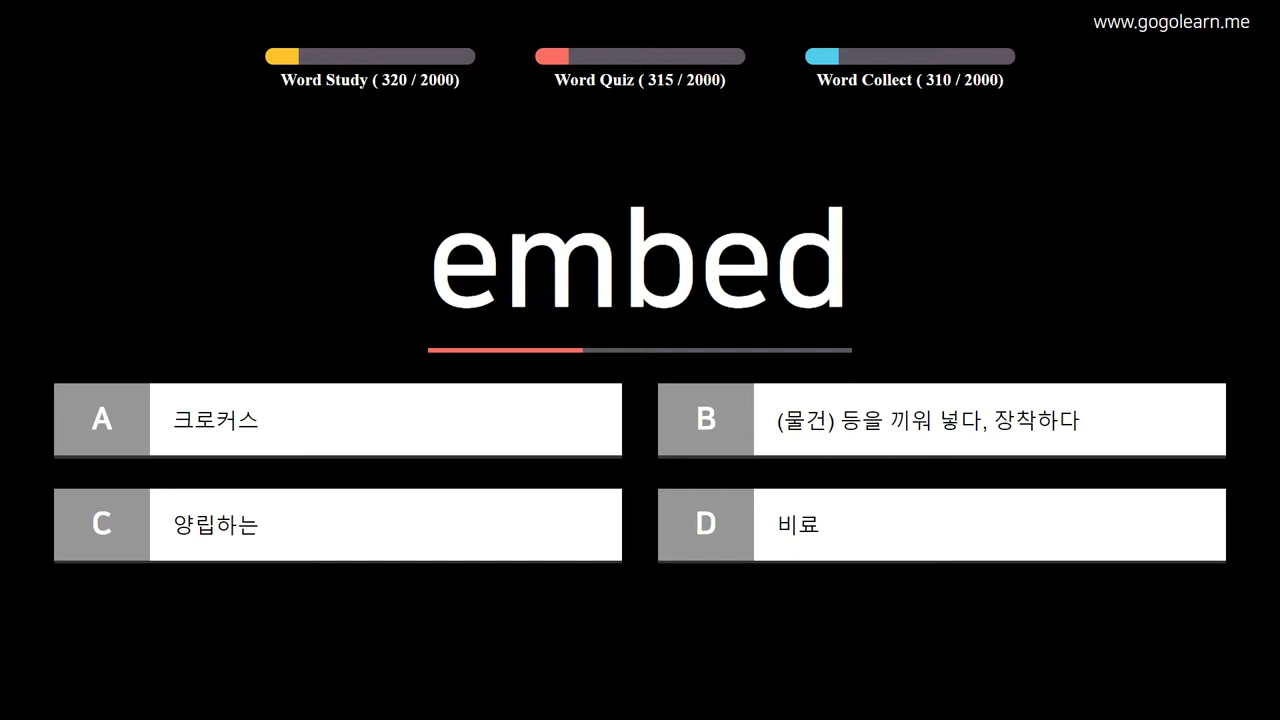 www.gogolearn.me
Word Study ( 320 / 2000)
Word Quiz ( 315 / 2000)
Word Collect ( 310 / 2000)
embed
A 크로커스
B (물건) 등을 끼워 넣다, 장착하다
C 양립하는
D 비료